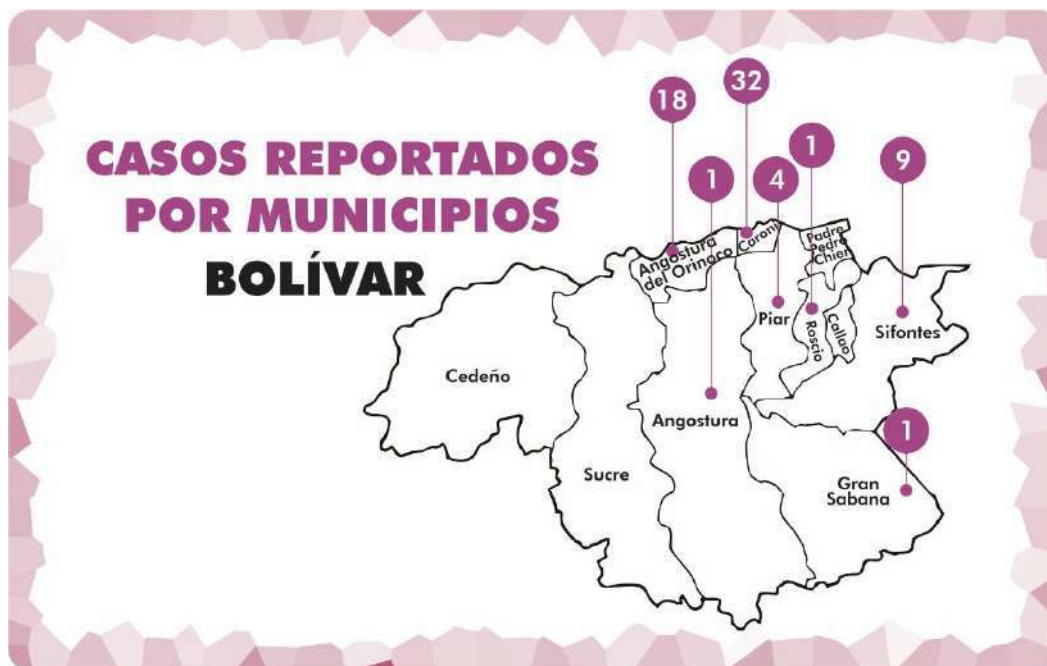 CASOS REPORTADOS
POR MUNICIPIOS
BOLÍVAR
18
32
1
4
1
9
1
Angostura
del Orinoco
Caroni
Padre
Pedro
Chien
Piar
Roscio
Callao
Sifontes
Cedeño
Sucre
Angostura
Gran
Sabana